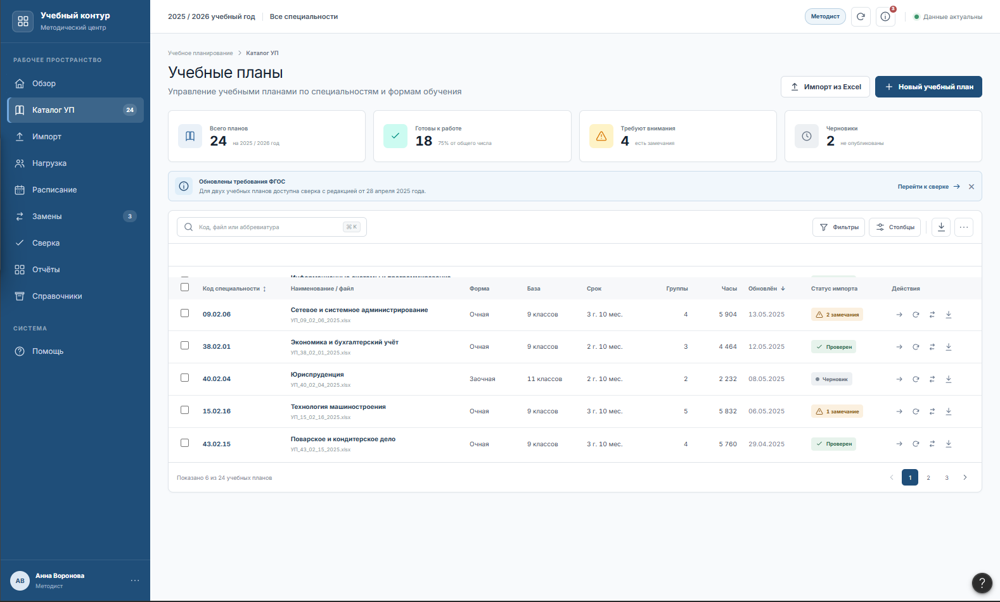 Учебный контур
Методический центр
РАБОЧЕЕ ПРОСТРАНСТВО
Обзор
Каталог УП 24
Импорт
Нагрузка
Расписание
Замены 3
Сверка
Отчёты
Справочники
СИСТЕМА
Помощь
АВ
Анна Воронова
Методист
2025 / 2026 учебный год Все специальности
Методист 3 Данные актуальны
Учебное планирование Каталог УП
Учебные планы
Управление учебными планами по специальностям и формам обучения
Импорт из Excel
Новый учебный план
Всего планов
24 на 2025 / 2026 год
Готовы к работе
18 75% от общего числа
Требуют внимания
4 есть замечания
Черновики
2 не опубликованы
Обновлены требования ФГОС
Для двух учебных планов доступна сверка с редакцией от 28 апреля 2025 года.
Перейти к сверке
Код, файл или аббревиатура ⌘ K
Фильтры Столбцы
Информационные системы и программирование
Код специальности Наименование / файл Форма База Срок Группы Часы Обновлён Статус импорта Действия
09.02.06 Сетевое и системное администрирование Очная 9 классов 3 г. 10 мес. 4 5 904 13.05.2025 2 замечания
УП_09_02_06_2025.xlsx
38.02.01 Экономика и бухгалтерский учёт Очная 9 классов 2 г. 10 мес. 3 4 464 12.05.2025 Проверен
УП_38_02_01_2025.xlsx
40.02.04 Юриспруденция Заочная 11 классов 2 г. 10 мес. 2 2 232 08.05.2025 Черновик
УП_40_02_04_2025.xlsx
15.02.16 Технология машиностроения Очная 9 классов 3 г. 10 мес. 5 5 832 06.05.2025 1 замечание
УП_15_02_16_2025.xlsx
43.02.15 Поварское и кондитерское дело Очная 9 классов 3 г. 10 мес. 4 5 760 29.04.2025 Проверен
УП_43_02_15_2025.xlsx
Показано 6 из 24 учебных планов
1 2 3
?